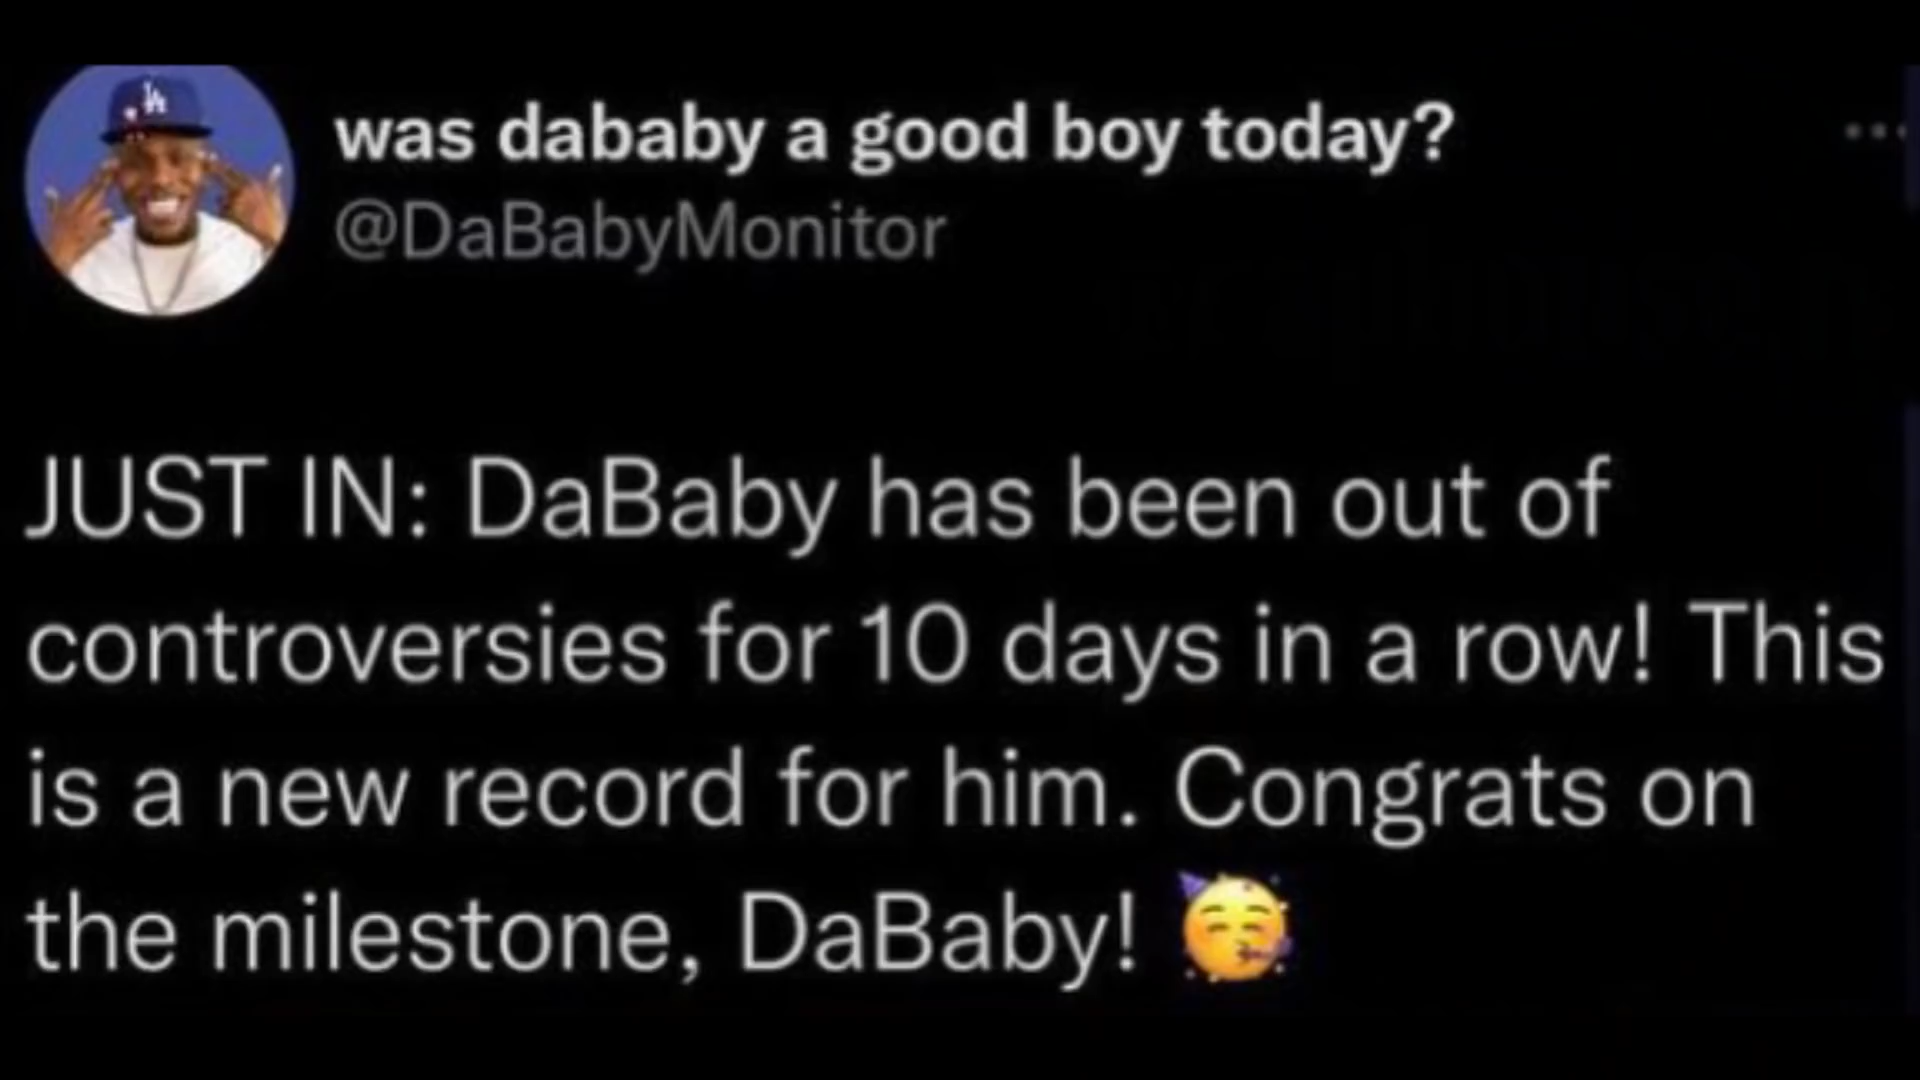 LA
was dababy a good boy today?
@DaBabyMonitor
JUST IN: DaBaby has been out of
controversies for 10 days in a row! This
is a new record for him. Congrats on
the milestone, DaBaby! 🥳